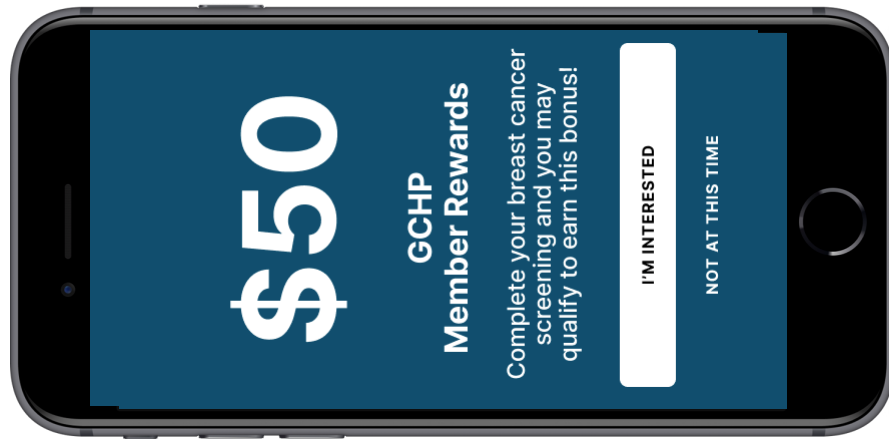 $50
GCHP
Member Rewards
Complete your breast cancer
screening and you may
qualify to earn this bonus!
I'M INTERESTED
NOT AT THIS TIME